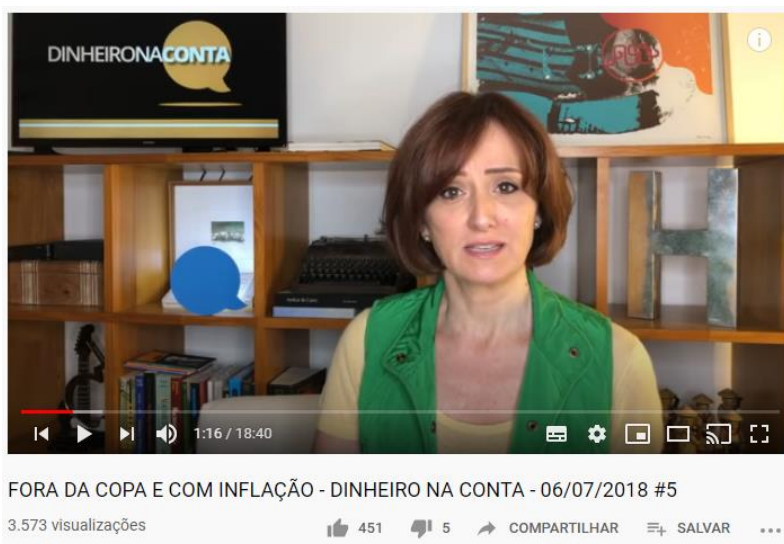 DINHEIRONACONTA
H
1:16 / 18:40
FORA DA COPA E COM INFLAÇÃO - DINHEIRO NA CONTA - 06/07/2018 #5
3.573 visualizações 451 5 COMPARTILHAR SALVAR